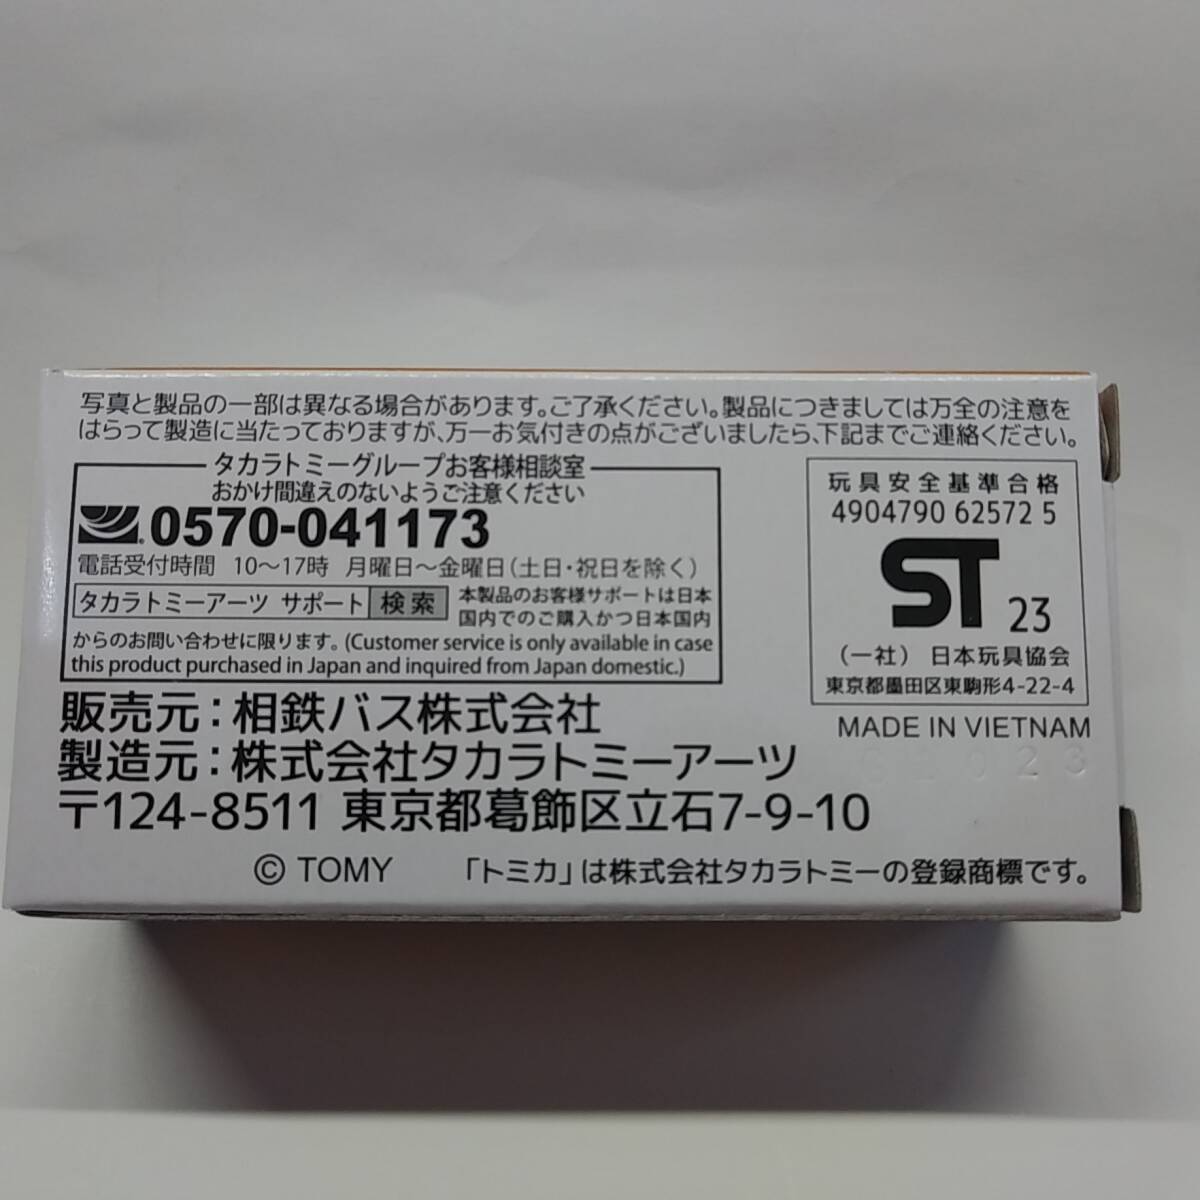 写真と製品の一部は異なる場合があります。ご了承ください。製品につきましては万全の注意を
はらって製造に当たっておりますが、万一お気付きの点がございましたら、下記までご連絡ください。
タカラトミーグループお客様相談室
おかけ間違えのないようご注意ください
0570-041173
電話受付時間 10〜17時 月曜日〜金曜日(土日・祝日を除く)
タカラトミーアーツ サポート 検索
本製品のお客様サポートは日本
国内でのご購入かつ日本国内
からのお問い合わせに限ります。(Customer service is only available in case
this product purchased in Japan and inquired from Japan domestic.)
玩具安全基準合格
4904790 62572 5
ST 23
(一社) 日本玩具協会
東京都墨田区東駒形4-22-4
MADE IN VIETNAM
販売元：相鉄バス株式会社
製造元：株式会社タカラトミーアーツ
〒124-8511 東京都葛飾区立石7-9-10
© TOMY 「トミカ」は株式会社タカラトミーの登録商標です。